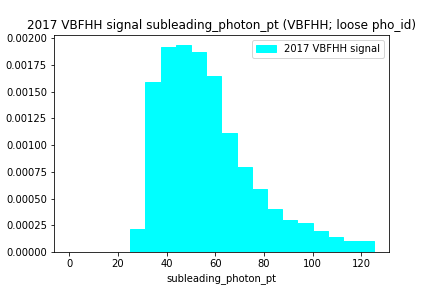 2017 VBFHH signal subleading_photon_pt (VBFHH; loose pho_id)
2017 VBFHH signal
0.00200
0.00175
0.00150
0.00125
0.00100
0.00075
0.00050
0.00025
0.00000
0 20 40 60 80 100 120
subleading_photon_pt